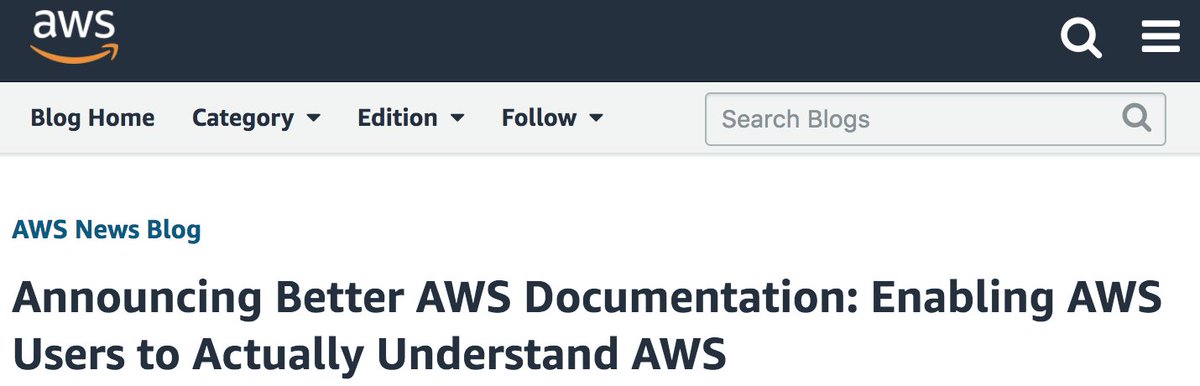 aws
Blog Home Category Edition Follow Search Blogs
AWS News Blog
Announcing Better AWS Documentation: Enabling AWS
Users to Actually Understand AWS